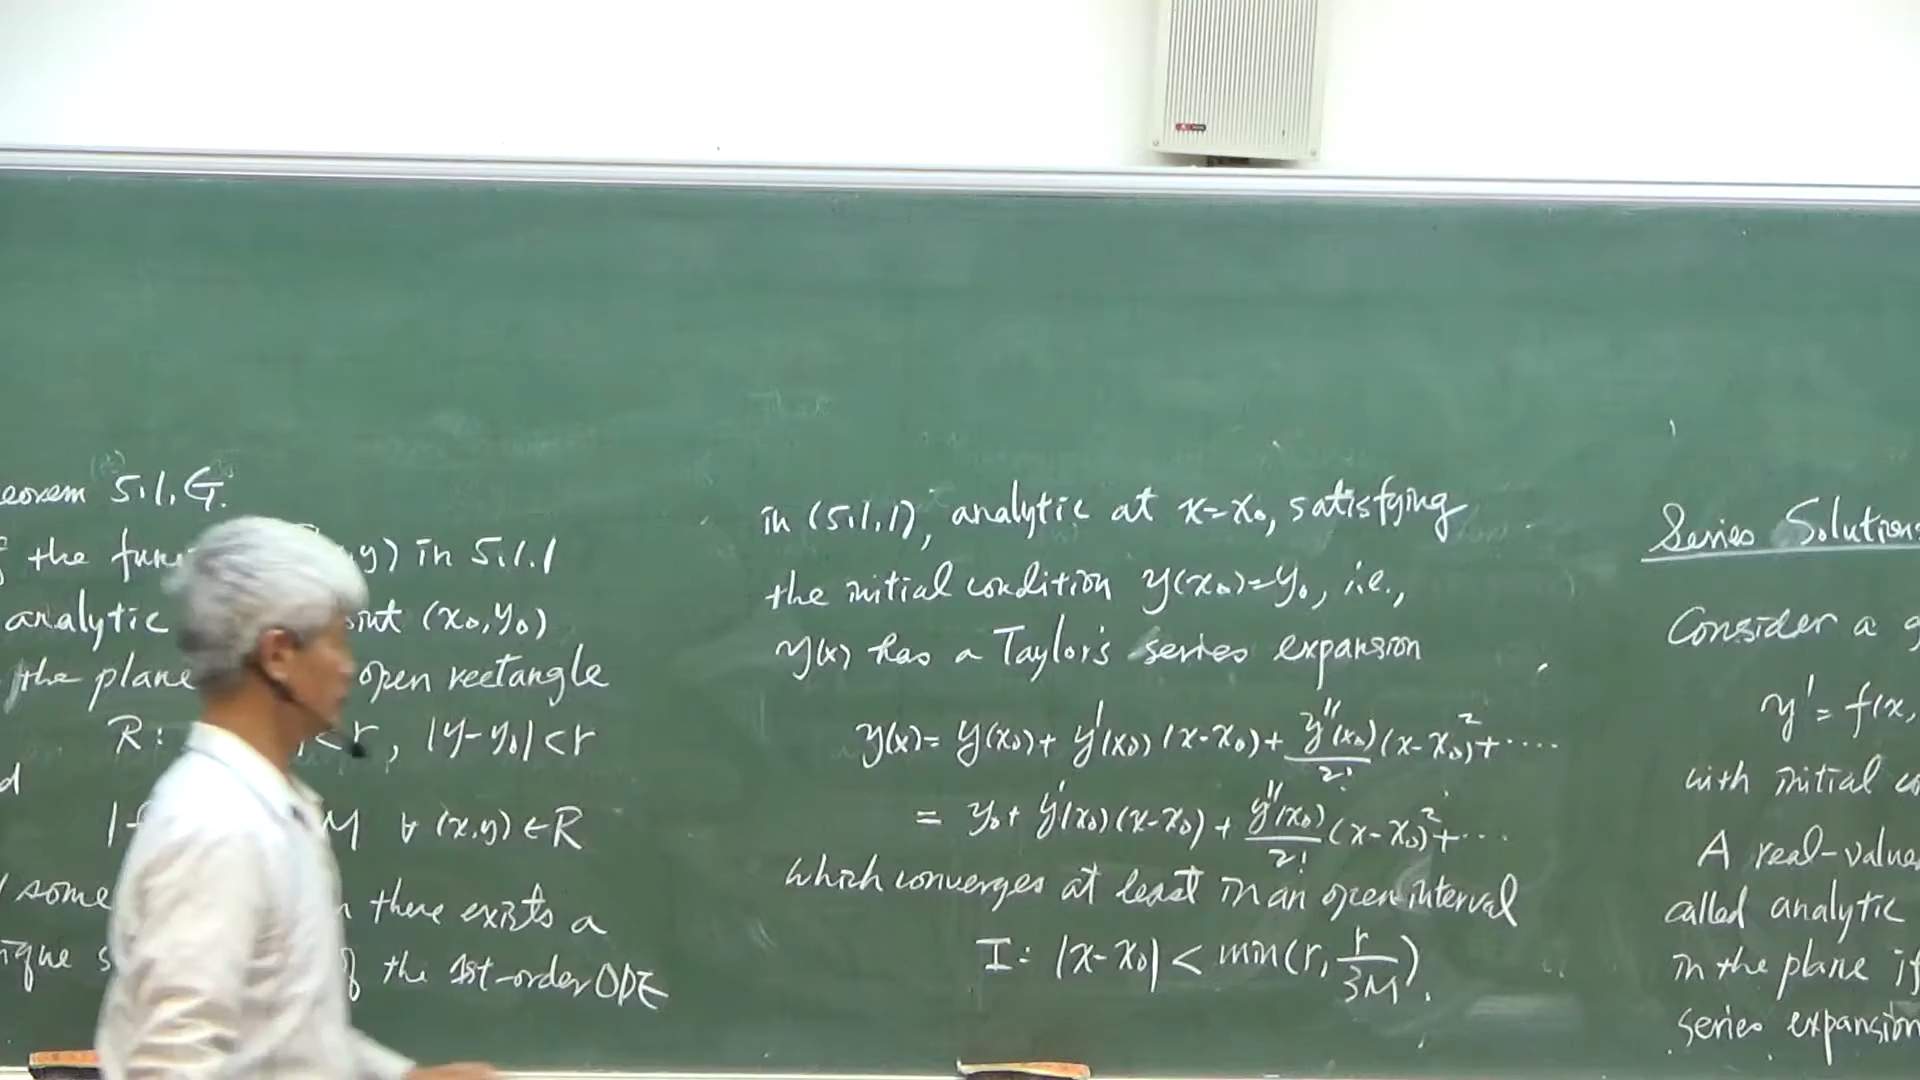 eorem 5.1.G.
f the func y) in 5.1.1
analytic int (x₀,y₀)
the plane open rectangle
R: <r, |y-y₀|<r
d
|f M ∀ (x,y)∈R
some n there exists a
nique s f the 1st-order ODE
in (5.1.1), analytic at x=x₀, satisfying
the initial condition y(x₀)=y₀, i.e.,
y(x) has a Taylor's series expansion
y(x)= y(x₀)+ y'(x₀)(x-x₀)+ y''(x₀)/2! (x-x₀)²+····
= y₀+ y'(x₀)(x-x₀)+ y''(x₀)/2! (x-x₀)²+···
which converges at least in an open interval
I: |x-x₀| < min(r, r/3M).
Series Solutions
Consider a g
y'= f(x,
with initial co
A real-value
called analytic
in the plane if
series expansion